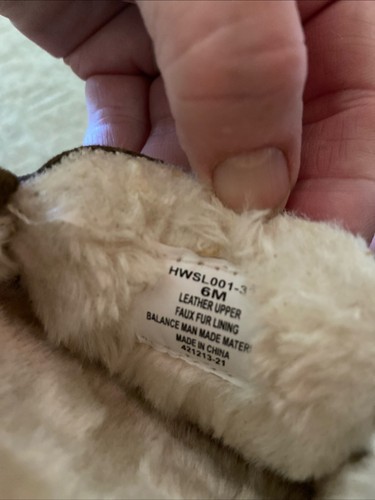 HWSL001-3
6M
LEATHER UPPER
FAUX FUR LINING
BALANCE MAN MADE MATER
MADE IN CHINA
421213-21